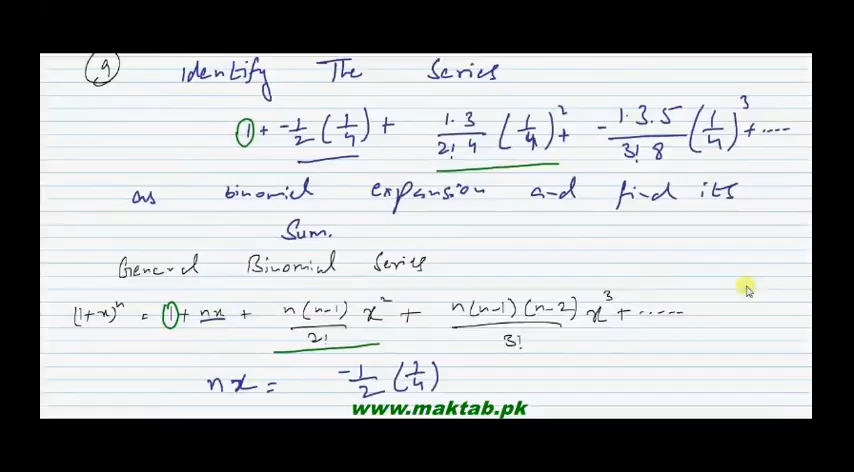 9 Identify The Series
1 + -1/2 (1/4) + 1.3/2! 4 (1/4)² + -1.3.5/3! 8 (1/4)³ + ....
as binomial expansion and find its
Sum.
General Binomial Series
(1+x)ⁿ = 1 + nx + n(n-1)/2! x² + n(n-1)(n-2)/3! x³ + .....
nx = -1/2 (1/4)
www.maktab.pk